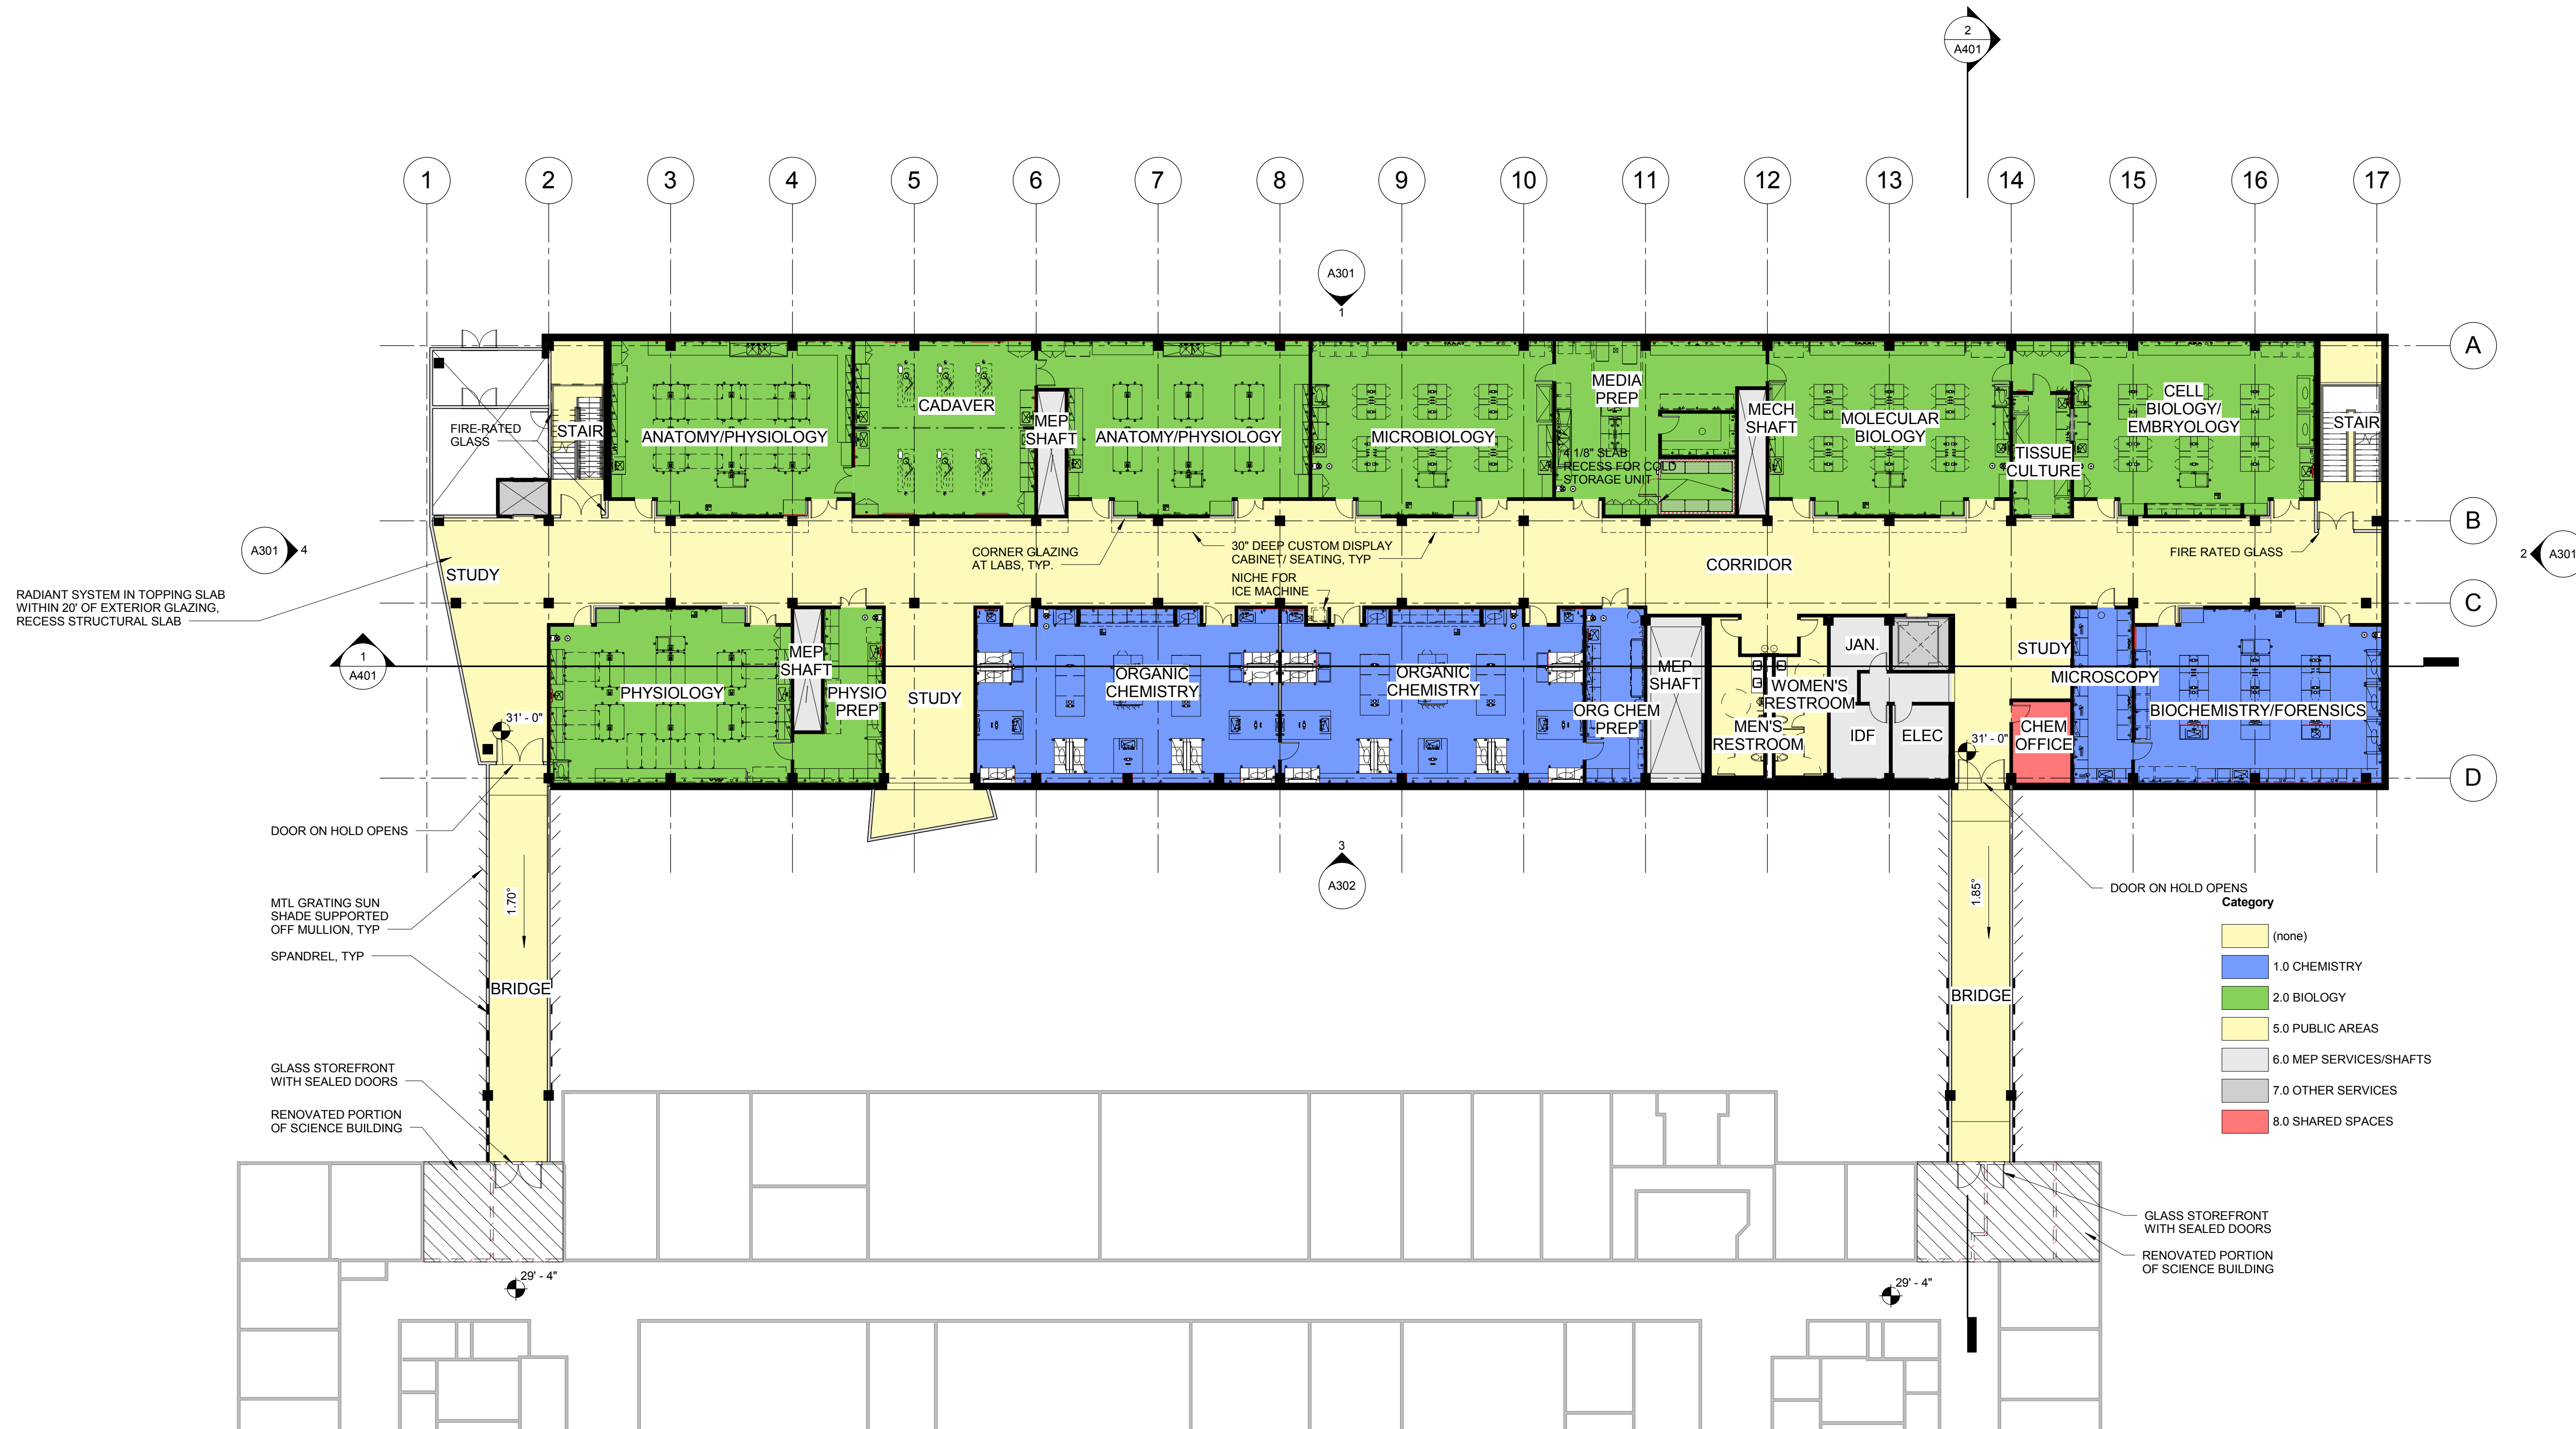 2
A401
1
2
3
4
5
6
7
8
9
10
11
12
13
14
15
16
17
A301
1
A
B
C
D
FIRE-RATED
GLASS
STAIR
ANATOMY/PHYSIOLOGY
CADAVER
MEP
SHAFT
ANATOMY/PHYSIOLOGY
MICROBIOLOGY
MEDIA
PREP
4 1/8" SLAB
RECESS FOR COLD
STORAGE UNIT
MECH
SHAFT
MOLECULAR
BIOLOGY
TISSUE
CULTURE
CELL
BIOLOGY/
EMBRYOLOGY
STAIR
A301
4
STUDY
CORNER GLAZING
AT LABS, TYP.
30" DEEP CUSTOM DISPLAY
CABINET/ SEATING, TYP
NICHE FOR
ICE MACHINE
CORRIDOR
FIRE RATED GLASS
2
A301
RADIANT SYSTEM IN TOPPING SLAB
WITHIN 20' OF EXTERIOR GLAZING,
RECESS STRUCTURAL SLAB
1
A401
PHYSIOLOGY
MEP
SHAFT
PHYSIO
PREP
STUDY
ORGANIC
CHEMISTRY
ORGANIC
CHEMISTRY
ORG CHEM
PREP
MEP
SHAFT
MEN'S
RESTROOM
WOMEN'S
RESTROOM
JAN.
IDF
ELEC
STUDY
MICROSCOPY
CHEM
OFFICE
BIOCHEMISTRY/FORENSICS
31' - 0"
31' - 0"
DOOR ON HOLD OPENS
3
A302
DOOR ON HOLD OPENS
1.70°
1.85°
MTL GRATING SUN
SHADE SUPPORTED
OFF MULLION, TYP
SPANDREL, TYP
BRIDGE
BRIDGE
Category
(none)
1.0 CHEMISTRY
2.0 BIOLOGY
5.0 PUBLIC AREAS
6.0 MEP SERVICES/SHAFTS
7.0 OTHER SERVICES
8.0 SHARED SPACES
GLASS STOREFRONT
WITH SEALED DOORS
RENOVATED PORTION
OF SCIENCE BUILDING
GLASS STOREFRONT
WITH SEALED DOORS
RENOVATED PORTION
OF SCIENCE BUILDING
29' - 4"
29' - 4"